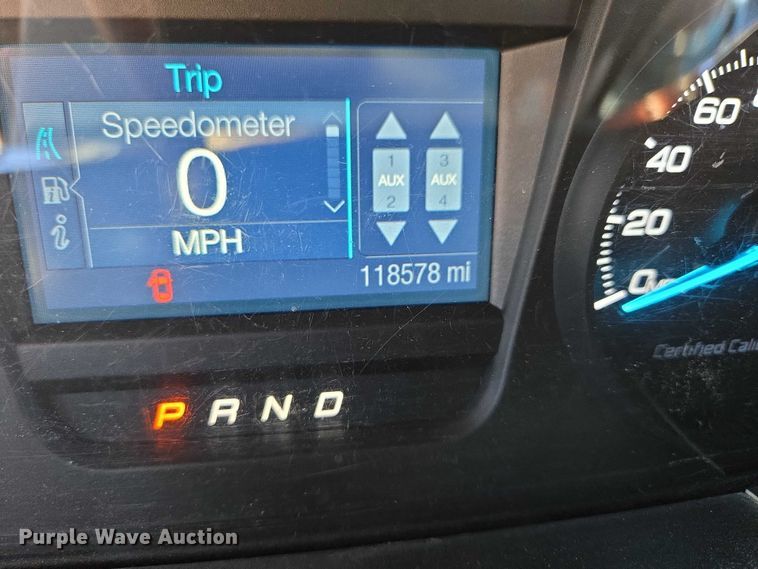 Trip
Speedometer
0
MPH
1 3
AUX AUX
2 4
118578 mi
P R N D
60
40
20
0
Certified
Purple Wave Auction